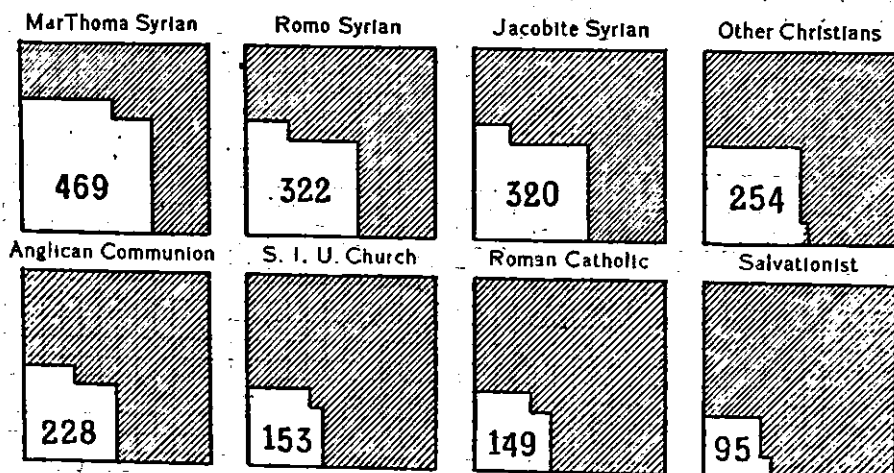 MarThoma Syrian Romo Syrian Jacobite Syrian Other Christians
469 322 320 254
Anglican Communion S. I. U. Church Roman Catholic Salvationist
228 153 149 95